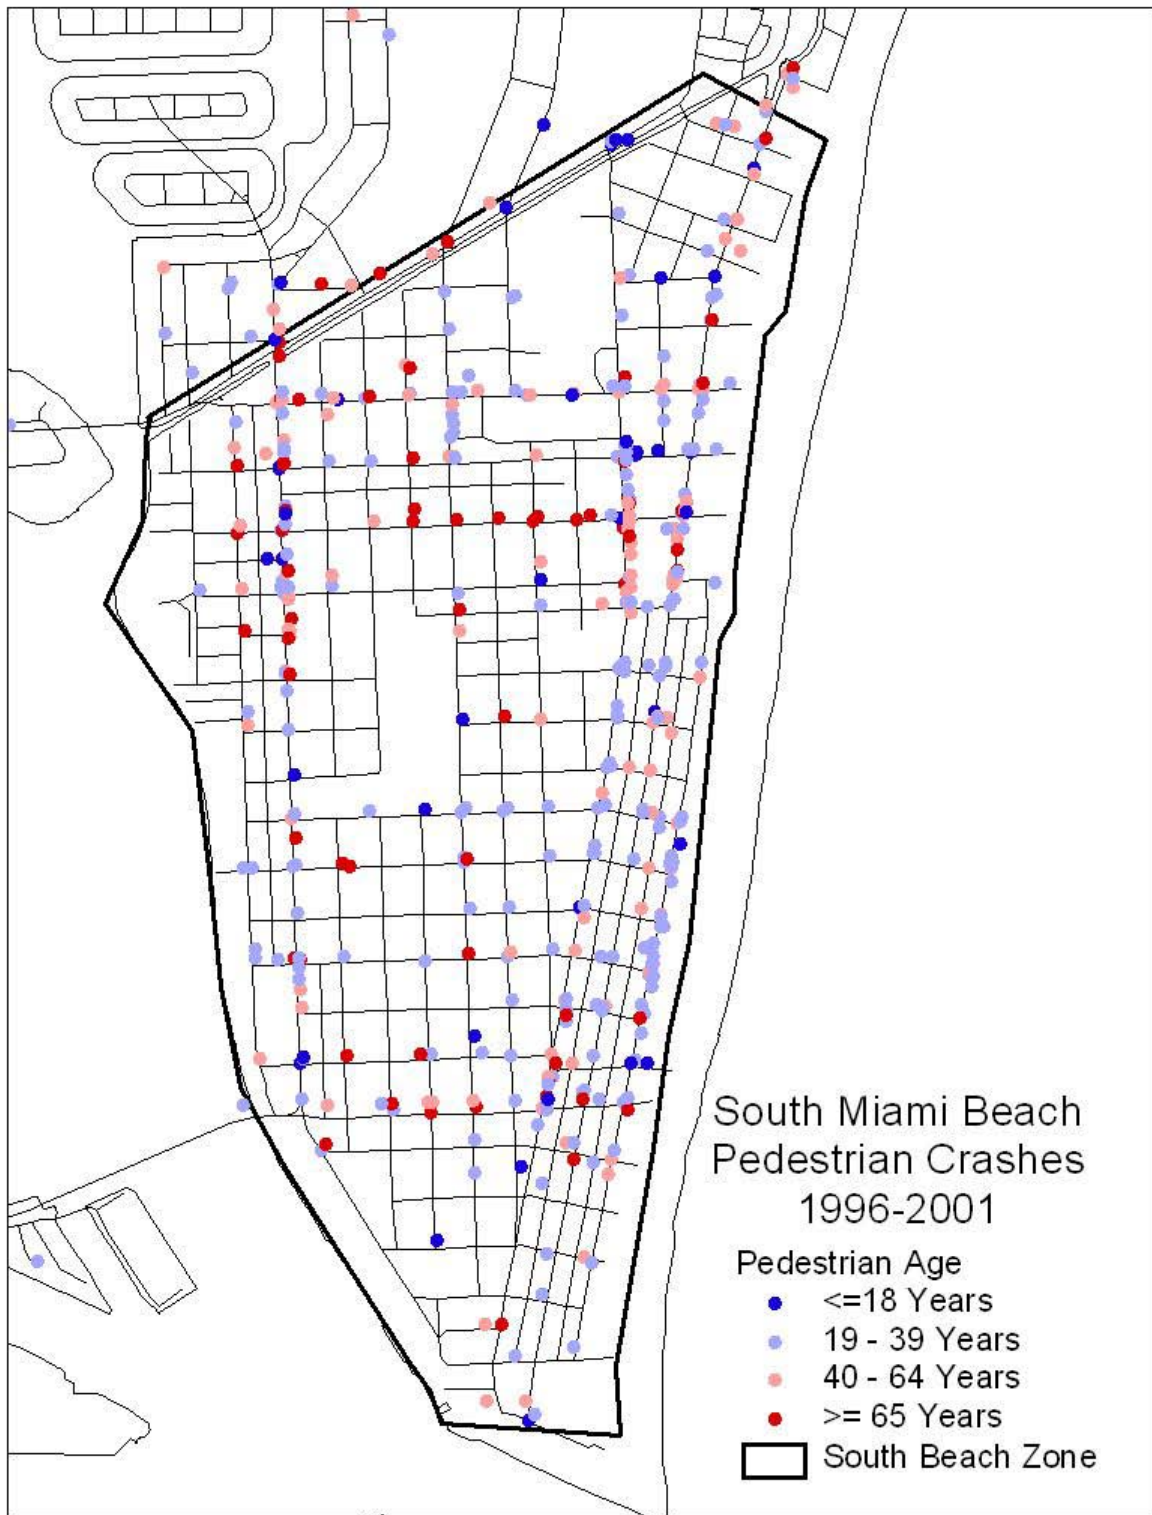 South Miami Beach
Pedestrian Crashes
1996-2001
Pedestrian Age
<=18 Years
19 - 39 Years
40 - 64 Years
>= 65 Years
South Beach Zone